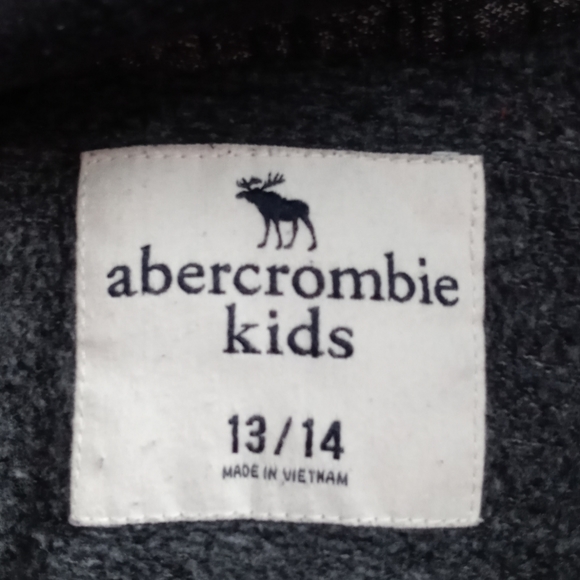 abercrombie
kids
13/14
MADE IN VIETNAM